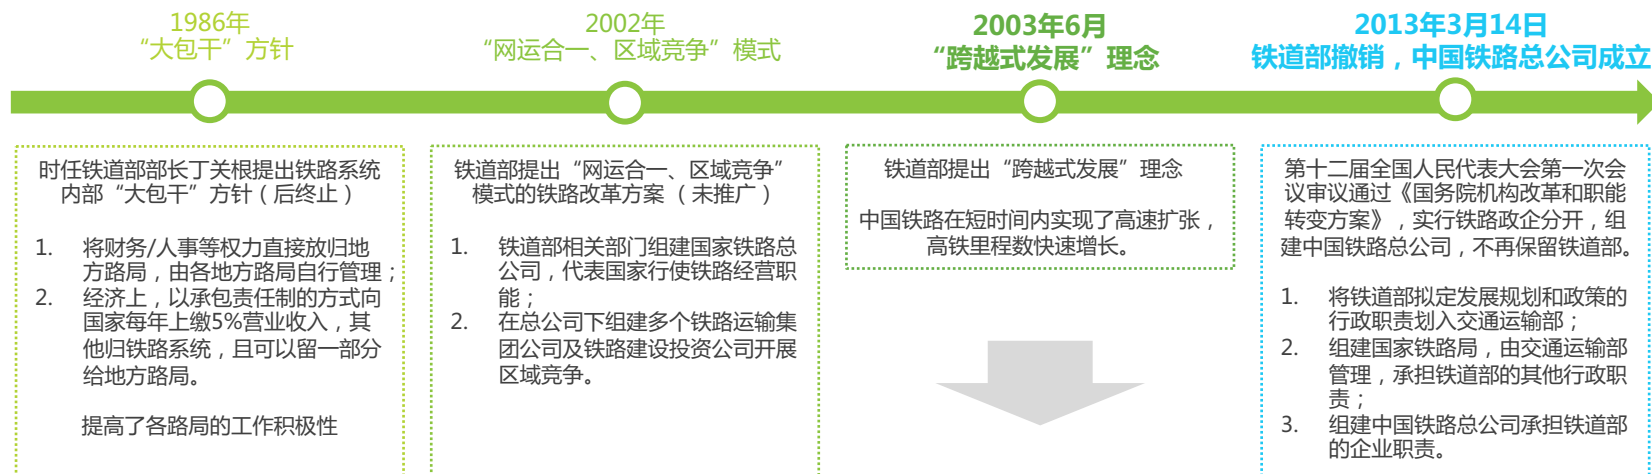 1986年
“大包干”方针
2002年
“网运合一、区域竞争”模式
2003年6月
“跨越式发展”理念
2013年3月14日
铁道部撤销，中国铁路总公司成立
时任铁道部部长丁关根提出铁路系统
内部“大包干”方针（后终止）
1. 将财务/人事等权力直接放归地
方路局，由各地方路局自行管理；
2. 经济上，以承包责任制的方式向
国家每年上缴5%营业收入，其
他归铁路系统，且可以留一部分
给地方路局。
提高了各路局的工作积极性
铁道部提出“网运合一、区域竞争”
模式的铁路改革方案 （未推广）
1. 铁道部相关部门组建国家铁路总
公司，代表国家行使铁路经营职
能；
2. 在总公司下组建多个铁路运输集
团公司及铁路建设投资公司开展
区域竞争。
铁道部提出“跨越式发展”理念
中国铁路在短时间内实现了高速扩张，
高铁里程数快速增长。
第十二届全国人民代表大会第一次会
议审议通过《国务院机构改革和职能
转变方案》，实行铁路政企分开，组
建中国铁路总公司，不再保留铁道部。
1. 将铁道部拟定发展规划和政策的
行政职责划入交通运输部；
2. 组建国家铁路局，由交通运输部
管理，承担铁道部的其他行政职
责；
3. 组建中国铁路总公司承担铁道部
的企业职责。